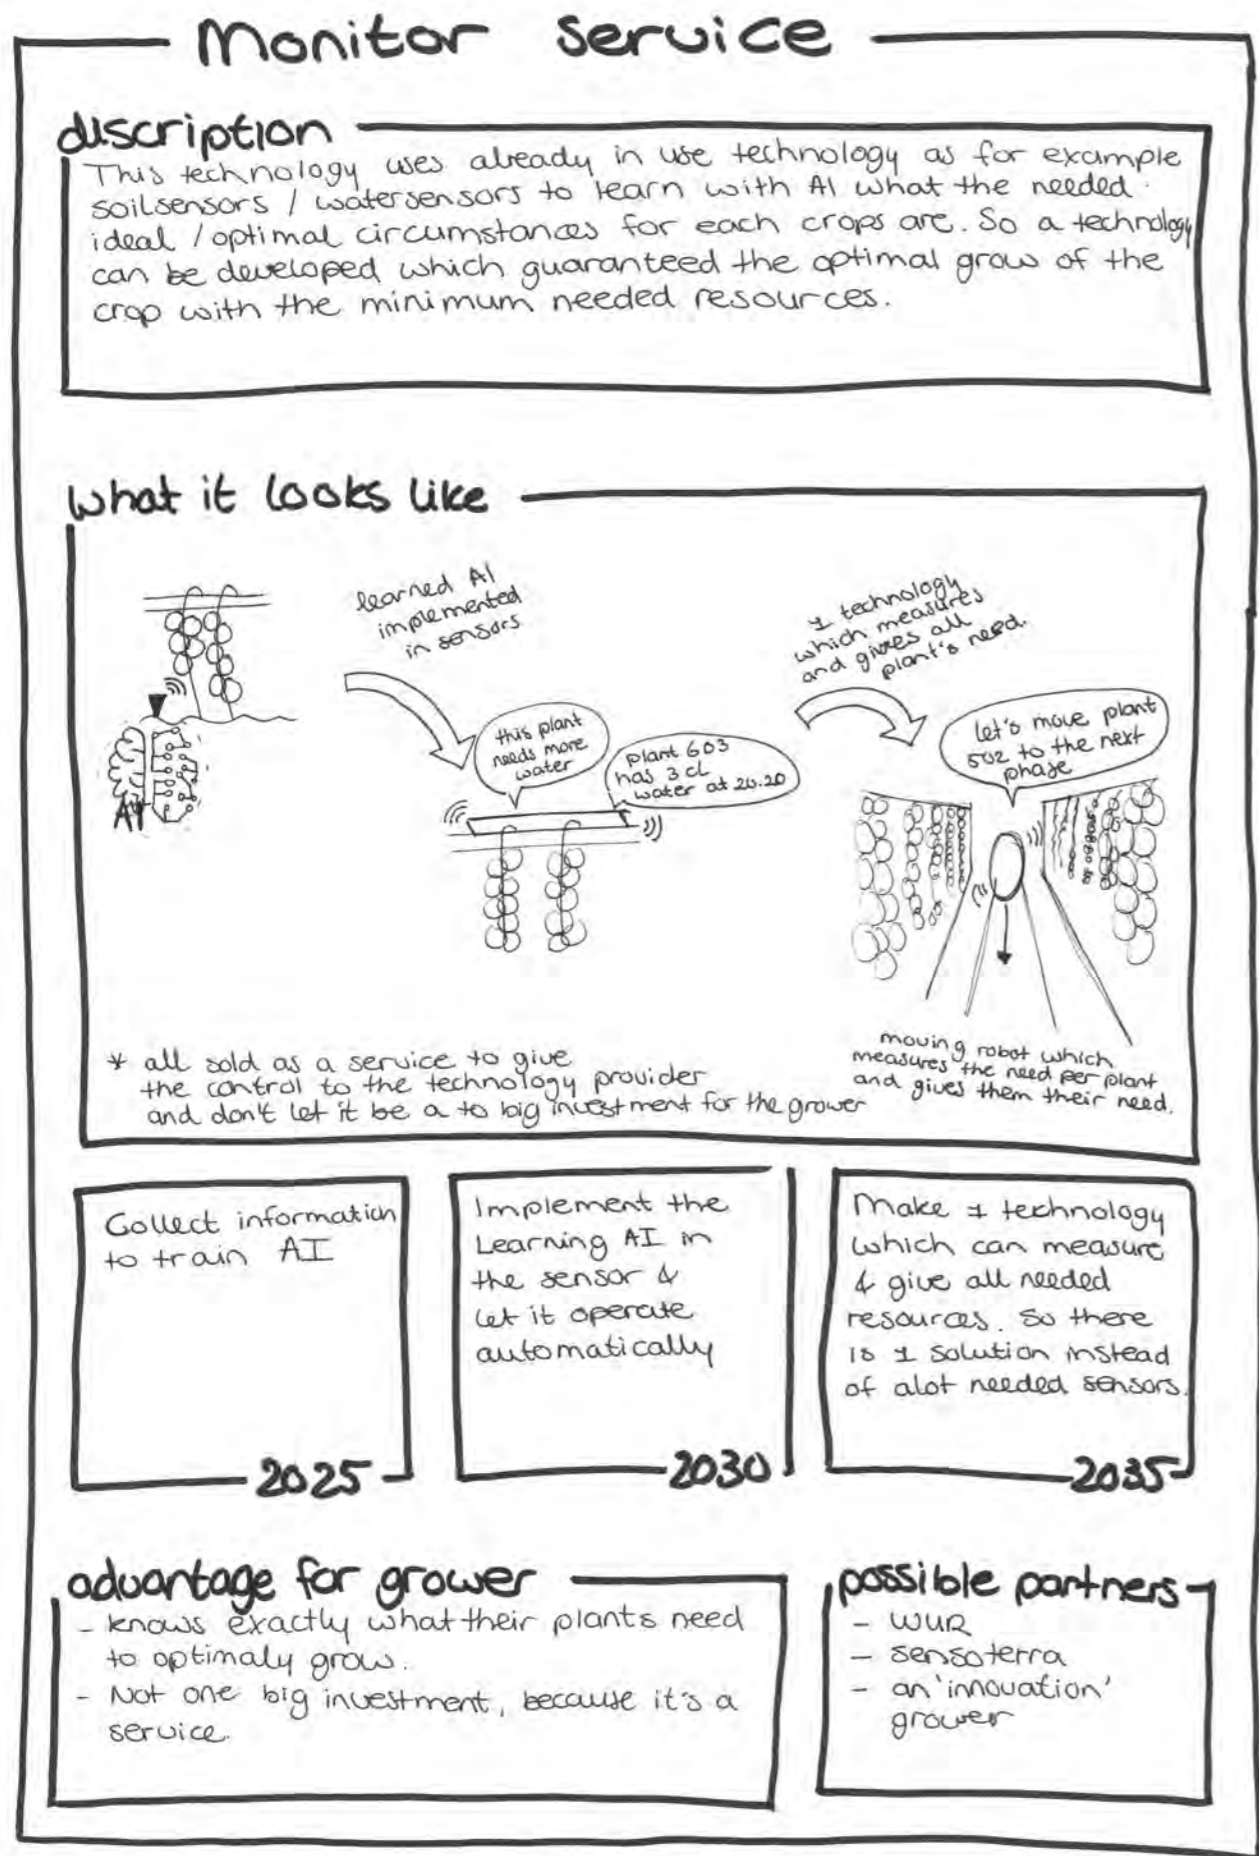 Monitor service
discription
This technology uses already in use technology as for example
soilsensors / watersensors to learn with AI what the needed
ideal / optimal circumstances for each crops are. So a technology
can be developed which guaranteed the optimal grow of the
crop with the minimum needed resources.
what it looks like
learned AI
implemented
in sensors
1 technology
which measures
and gives all
plant's need.
this plant
needs more
water
plant 603
has 3 cl
water at 20.20
let's move plant
502 to the next
phase
AI
moving robot which
measures the need per plant
and gives them their need.
* all sold as a service to give
the control to the technology provider
and don't let it be a to big investment for the grower
Collect information
to train AI
2025
Implement the
Learning AI in
the sensor &
let it operate
automatically
2030
Make 1 technology
which can measure
& give all needed
resources. So there
is 1 solution instead
of alot needed sensors.
2035
advantage for grower
- knows exactly what their plants need
to optimaly grow.
- Not one big investment, because it's a
service.
possible partners
- WUR
- sensoterra
- an 'innovation'
grower